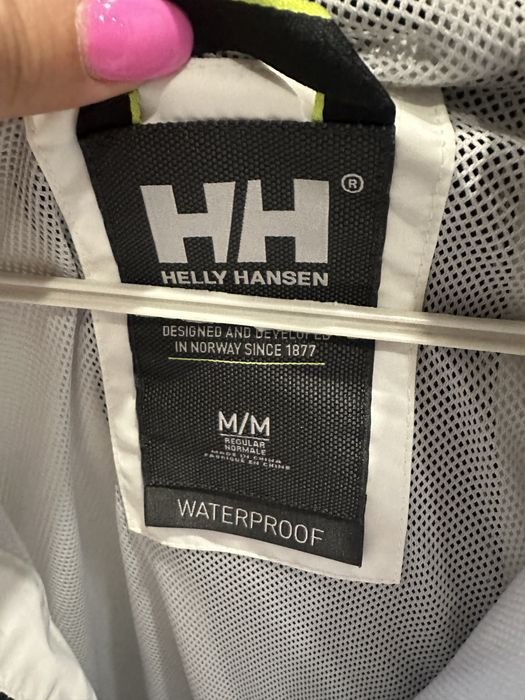 HH®
HELLY HANSEN
DESIGNED AND DEVELOPED
IN NORWAY SINCE 1877
M/M
REGULAR
NORMALE
MADE IN CHINA
FABRIQUÉ EN CHINE
WATERPROOF